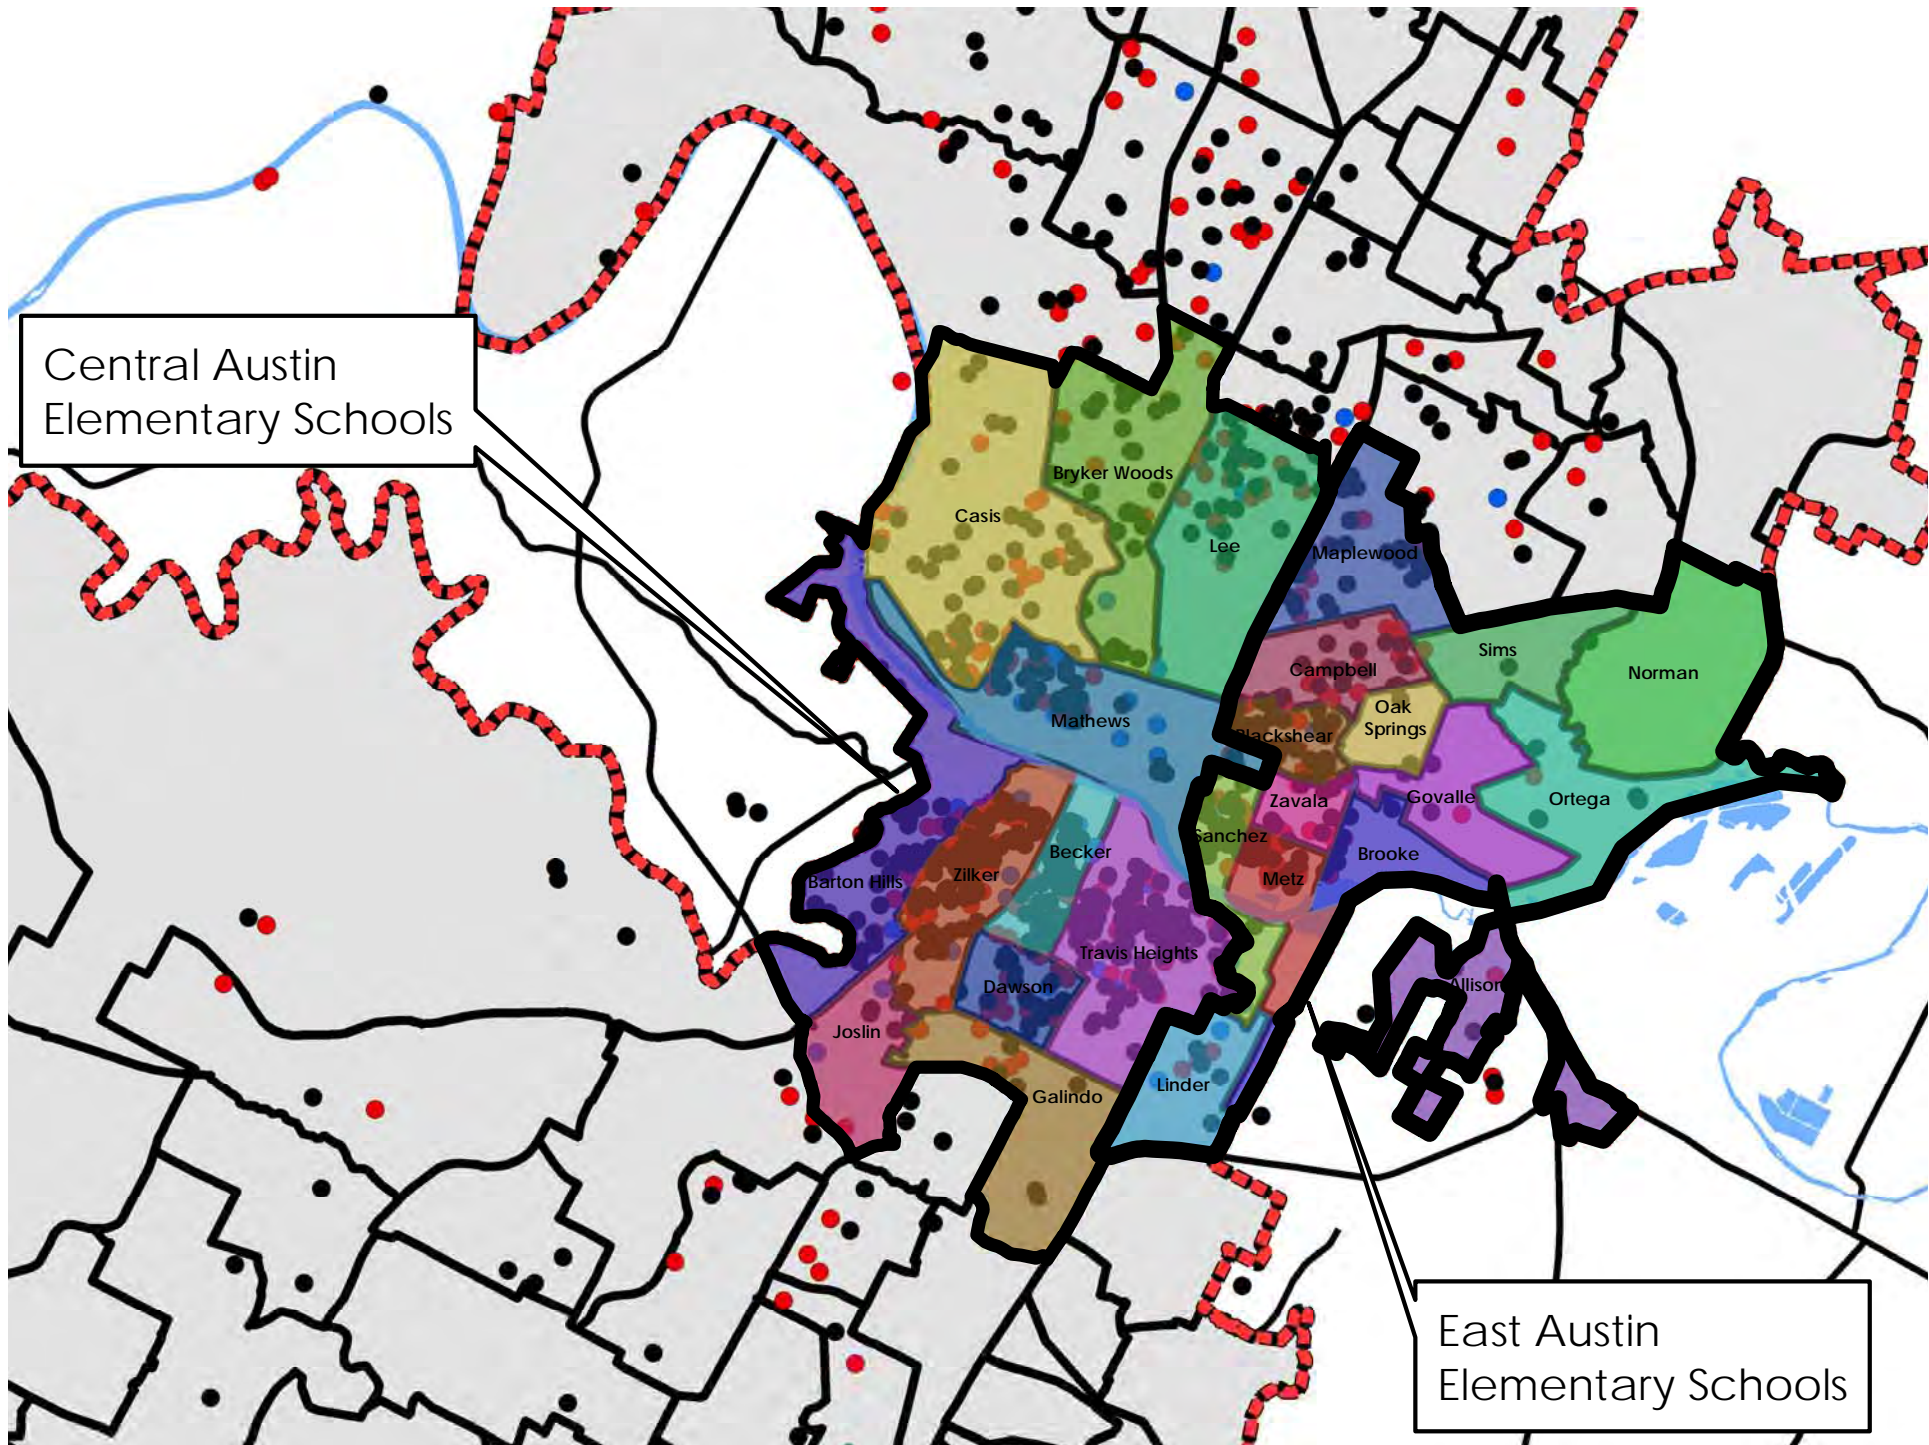 Central Austin
Elementary Schools
Bryker Woods
Casis
Lee
Maplewood
Sims
Campbell
Norman
Oak
Springs
Mathews
Blackshear
Zavala
Govalle
Ortega
Sanchez
Becker
Brooke
Zilker
Metz
Barton Hills
Travis Heights
Dawson
Allison
Joslin
Linder
Galindo
East Austin
Elementary Schools